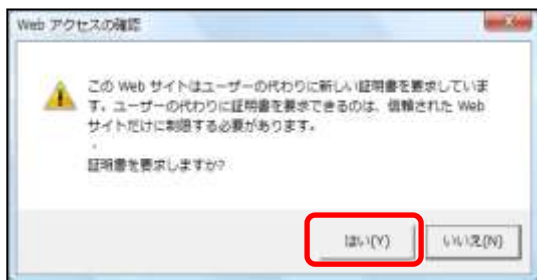 Web アクセスの確認
この Web サイトはユーザーの代わりに新しい証明書を要求していま
す。ユーザーの代わりに証明書を要求できるのは、信頼された Web
サイトだけに制限する必要があります。
証明書を要求しますか?
はい(Y)
いいえ(N)